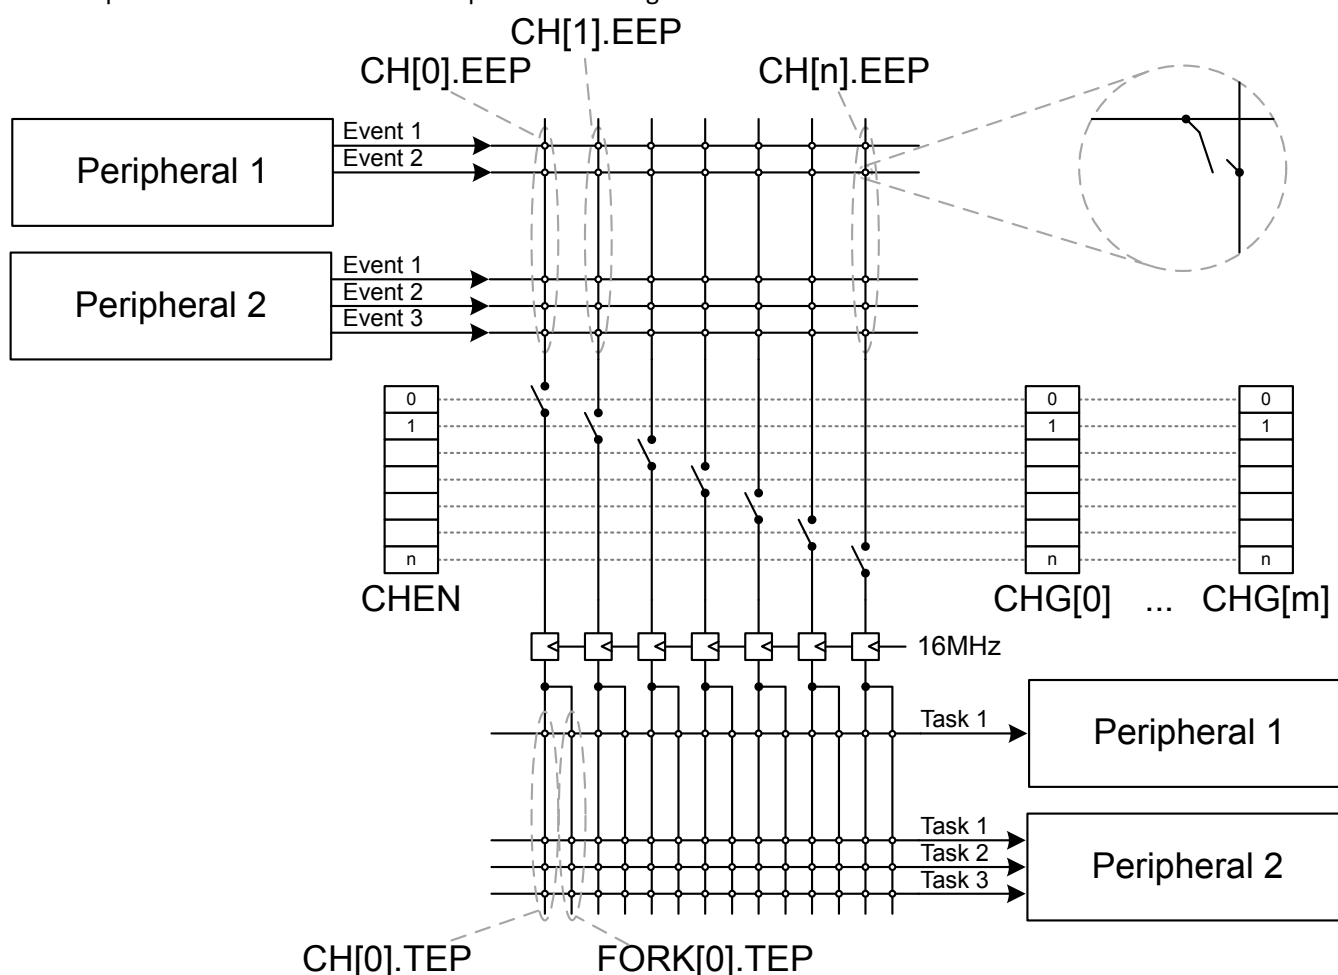 CH[1].EEP
CH[0].EEP
CH[n].EEP
Peripheral 1
Event 1
Event 2
Peripheral 2
Event 1
Event 2
Event 3
0
1
n
CHEN
0
1
n
CHG[0]
...
0
1
n
CHG[m]
16MHz
Task 1
Peripheral 1
Task 1
Task 2
Task 3
Peripheral 2
CH[0].TEP
FORK[0].TEP